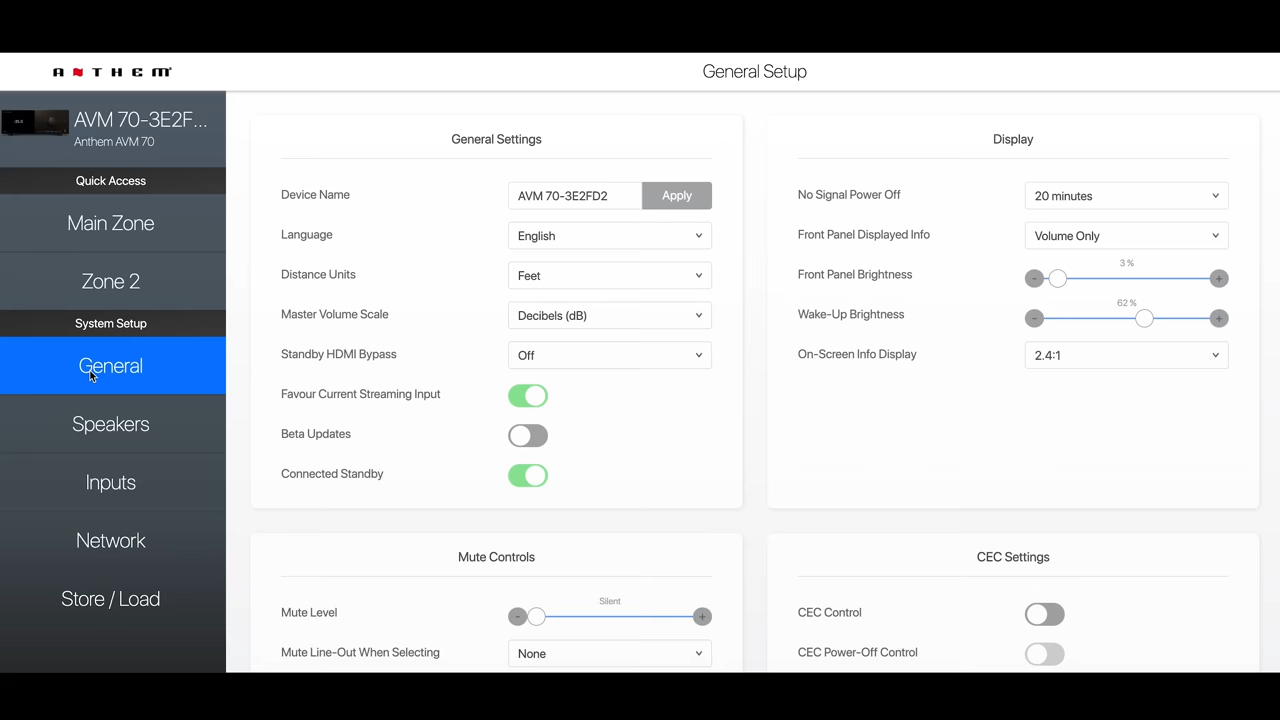 ANTHEM
General Setup
AVM 70-3E2F...
Anthem AVM 70
Quick Access
Main Zone
Zone 2
System Setup
General
Speakers
Inputs
Network
Store / Load
General Settings
Device Name
AVM 70-3E2FD2
Apply
Language
English
Distance Units
Feet
Master Volume Scale
Decibels (dB)
Standby HDMI Bypass
Off
Favour Current Streaming Input
Beta Updates
Connected Standby
Display
No Signal Power Off
20 minutes
Front Panel Displayed Info
Volume Only
Front Panel Brightness
3 %
Wake-Up Brightness
62 %
On-Screen Info Display
2.4:1
Mute Controls
Mute Level
Silent
Mute Line-Out When Selecting
None
CEC Settings
CEC Control
CEC Power-Off Control